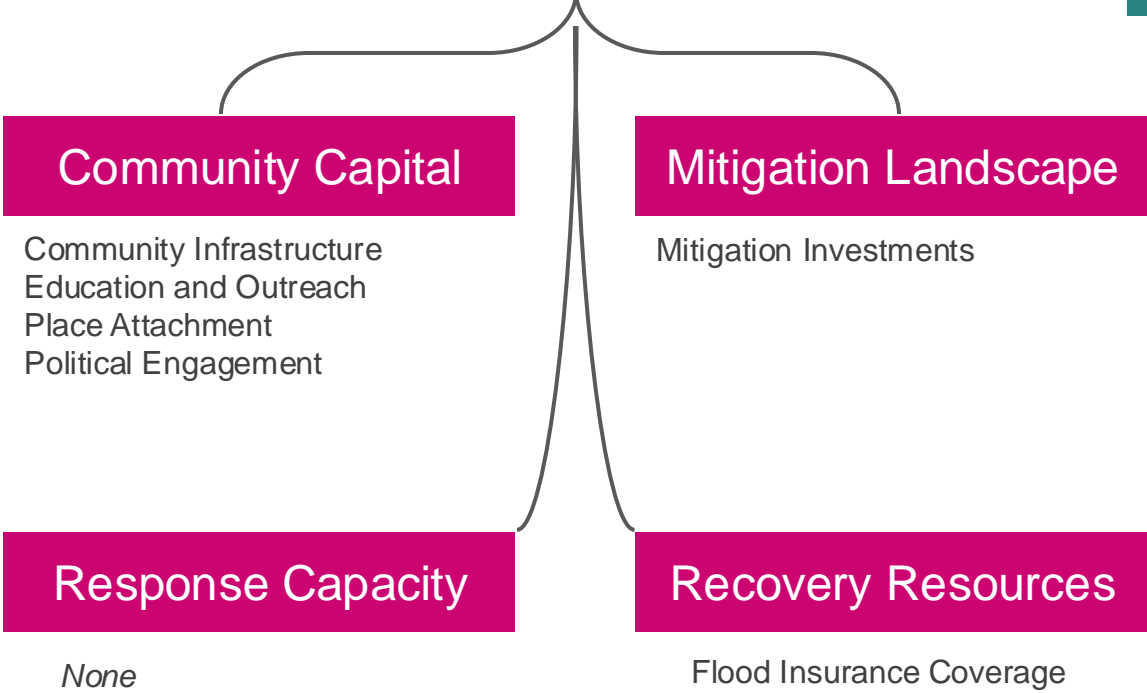 Community Capital
Community Infrastructure
Education and Outreach
Place Attachment
Political Engagement
Mitigation Landscape
Mitigation Investments
Response Capacity
None
Recovery Resources
Flood Insurance Coverage